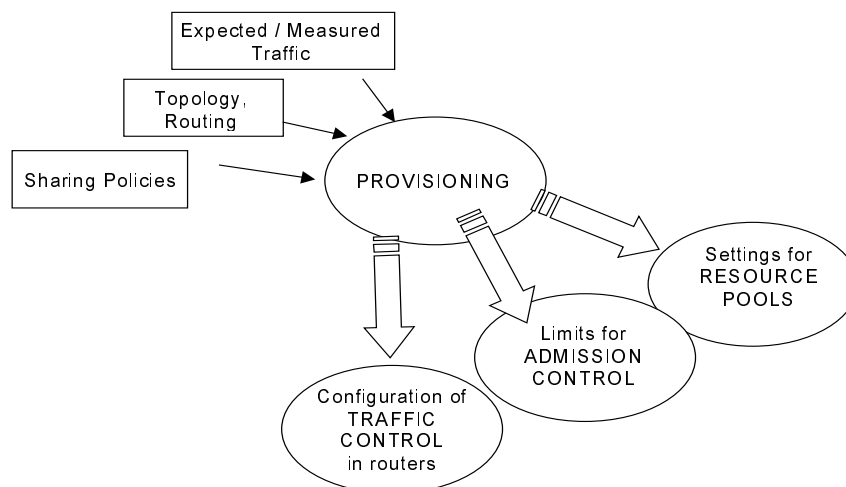 Expected / Measured
Traffic
Topology,
Routing
Sharing Policies
PROVISIONING
Settings for
RESOURCE
POOLS
Limits for
ADMISSION
CONTROL
Configuration of
TRAFFIC
CONTROL
in routers